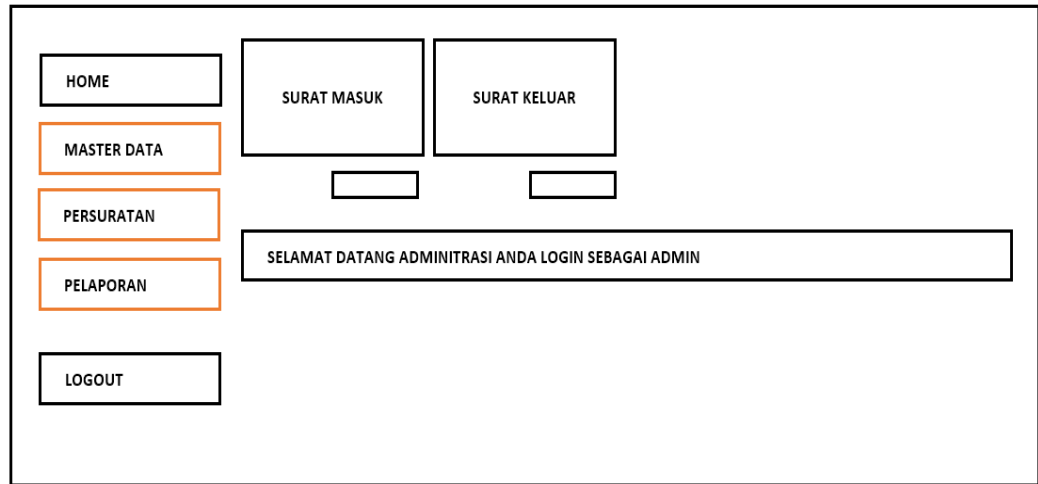 HOME
MASTER DATA
PERSURATAN
PELAPORAN
LOGOUT
SURAT MASUK
SURAT KELUAR
SELAMAT DATANG ADMINITRASI ANDA LOGIN SEBAGAI ADMIN